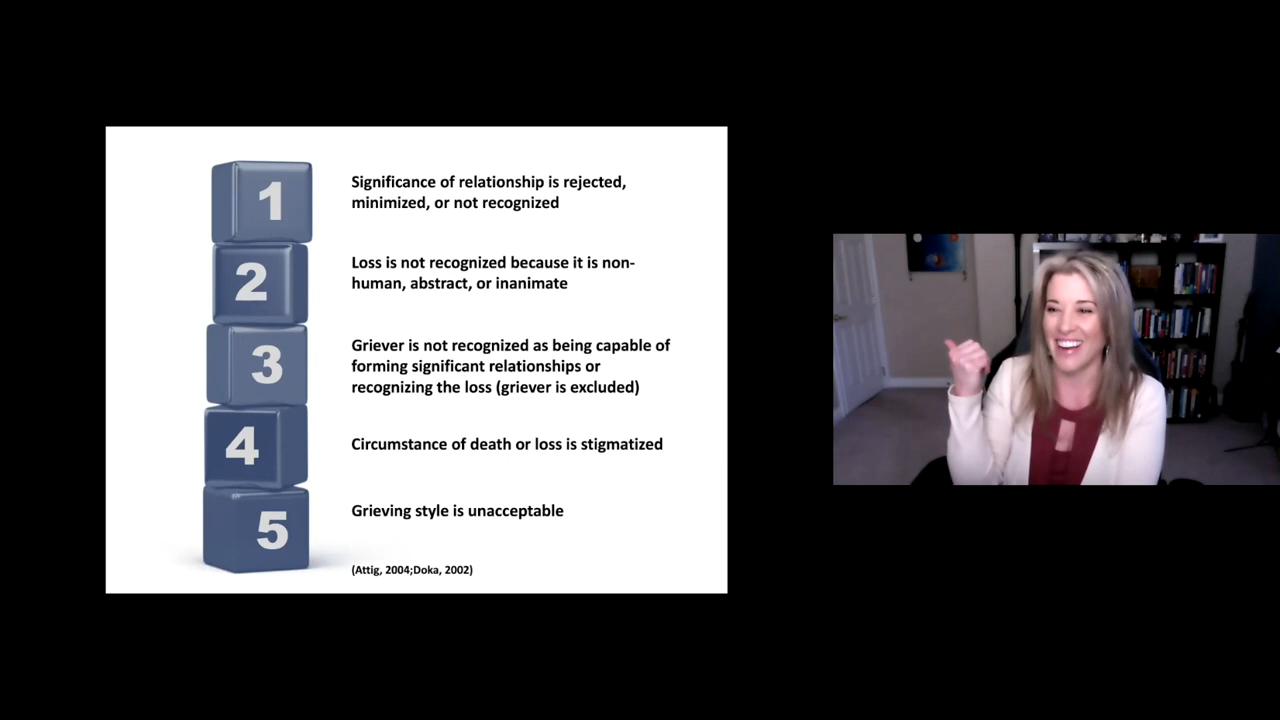 1
Significance of relationship is rejected,
minimized, or not recognized
2
Loss is not recognized because it is non-
human, abstract, or inanimate
3
Griever is not recognized as being capable of
forming significant relationships or
recognizing the loss (griever is excluded)
4
Circumstance of death or loss is stigmatized
5
Grieving style is unacceptable
(Attig, 2004;Doka, 2002)